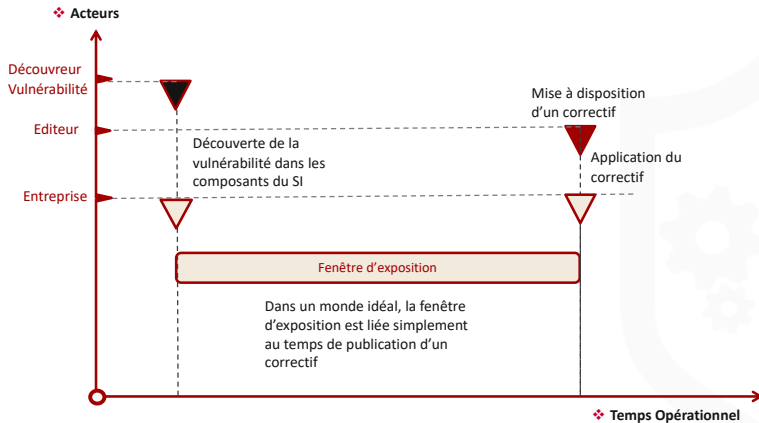 Acteurs
Découvreur
Vulnérabilité
Mise à disposition
d'un correctif
Editeur
Découverte de la
vulnérabilité dans les
composants du SI
Application du
correctif
Entreprise
Fenêtre d'exposition
Dans un monde idéal, la fenêtre
d'exposition est liée simplement
au temps de publication d'un
correctif
Temps Opérationnel